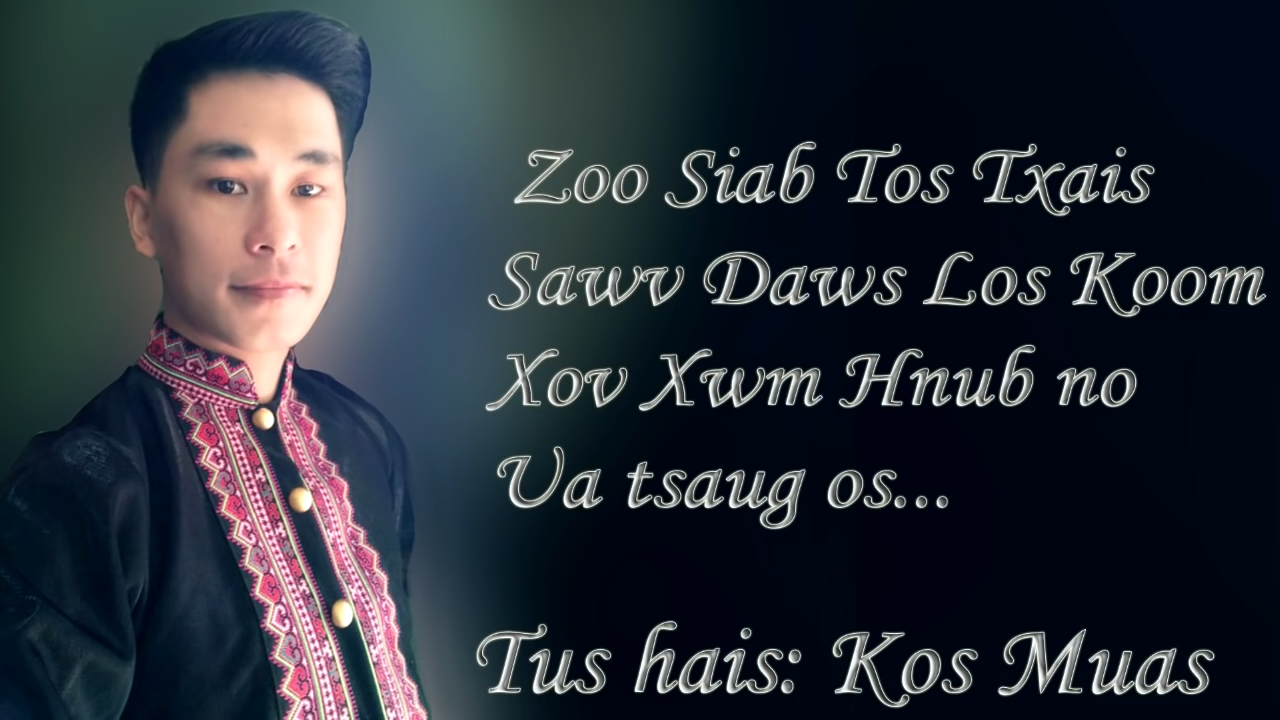 Zoo Siab Tos Txais
Sawv Daws Los Koom
Xov Xwm Hnub no
Ua tsaug os...
Tus hais: Kos Muas